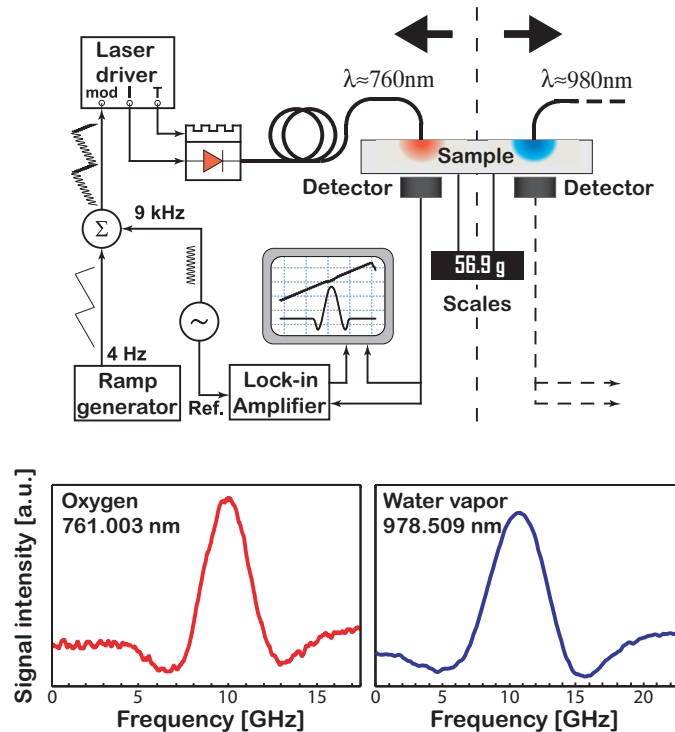 Laser
driver
mod I T
λ≈760nm
λ≈980nm
Sample
Detector
Detector
Σ
9 kHz
56.9 g
Scales
~
4 Hz
Ramp
generator
Ref.
Lock-in
Amplifier
Signal intensity [a.u.]
Oxygen
761.003 nm
0 5 10 15
Frequency [GHz]
Water vapor
978.509 nm
0 5 10 15 20
Frequency [GHz]